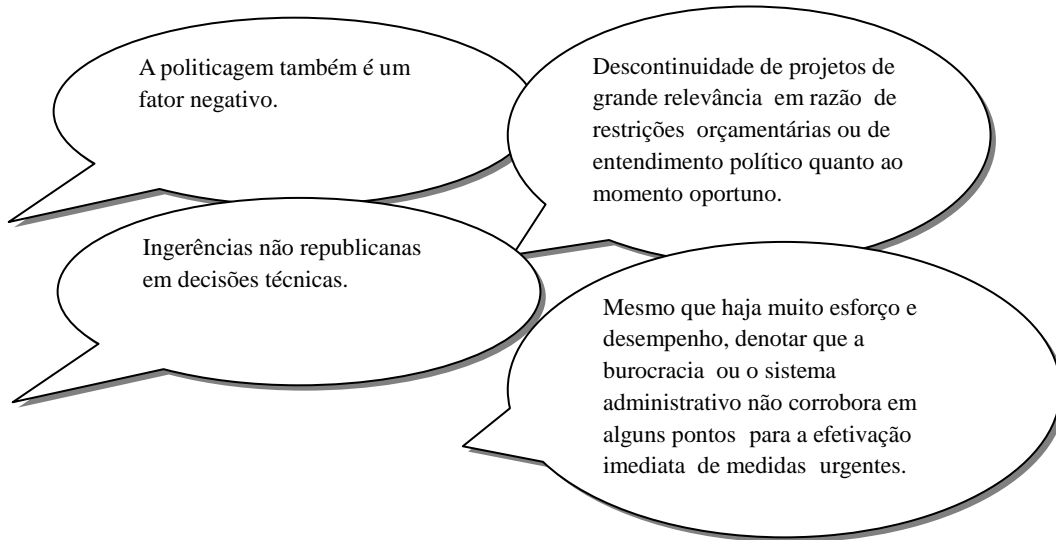 A politicagem também é um
fator negativo.
Descontinuidade de projetos de
grande relevância em razão de
restrições orçamentárias ou de
entendimento político quanto ao
momento oportuno.
Ingerências não republicanas
em decisões técnicas.
Mesmo que haja muito esforço e
desempenho, denotar que a
burocracia ou o sistema
administrativo não corrobora em
alguns pontos para a efetivação
imediata de medidas urgentes.